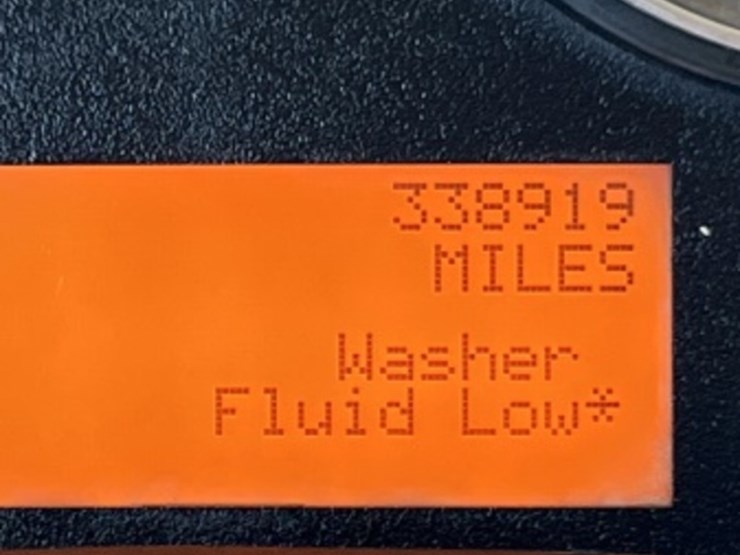 338919
MILES
Washer
Fluid Low*